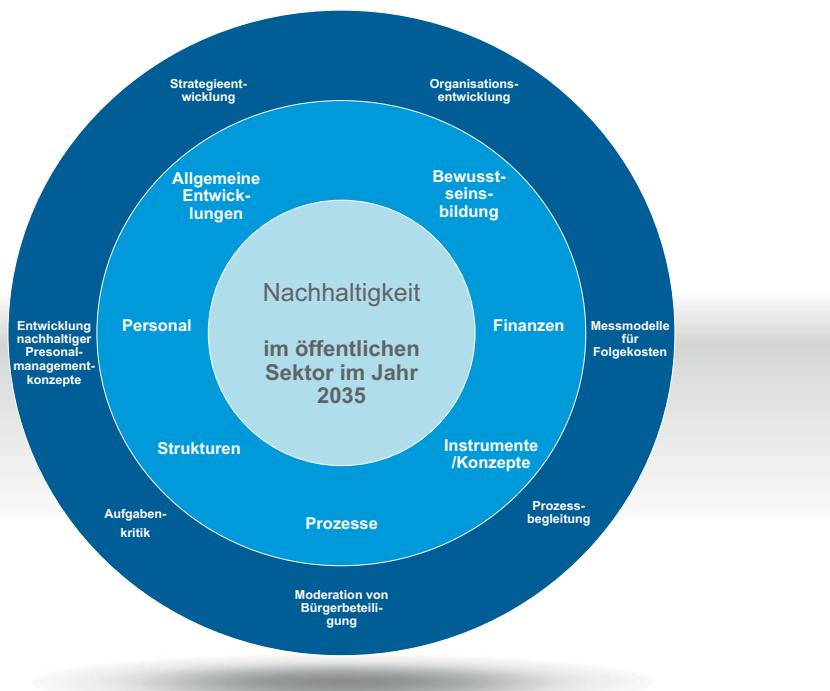 Strategieent-
wicklung
Organisations-
entwicklung
Allgemeine
Entwick-
lungen
Bewusst-
seins-
bildung
Nachhaltigkeit
im öffentlichen
Sektor im Jahr
2035
Entwicklung
nachhaltiger
Presonal-
management-
konzepte
Personal
Finanzen
Messmodelle
für
Folgekosten
Strukturen
Instrumente
/Konzepte
Aufgaben-
kritik
Prozesse
Prozess-
begleitung
Moderation von
Bürgerbeteili-
gung